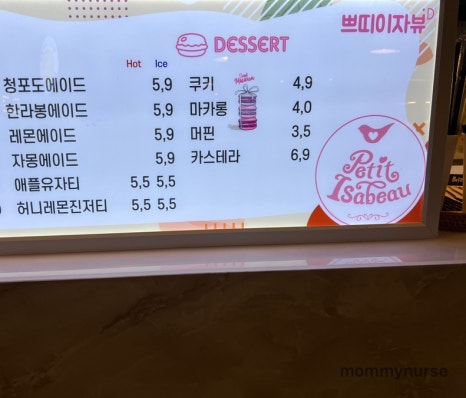 쁘띠이자뷰
DESSERT
Hot Ice
청포도에이드 5,9
한라봉에이드 5,9
레몬에이드 5,9
자몽에이드 5,9
애플유자티 5,5 5,5
허니레몬진저티 5,5 5,5
쿠키 4,9
마카롱 4,0
머핀 3,5
카스테라 6,9
Petit
Isabeau
mommynurse